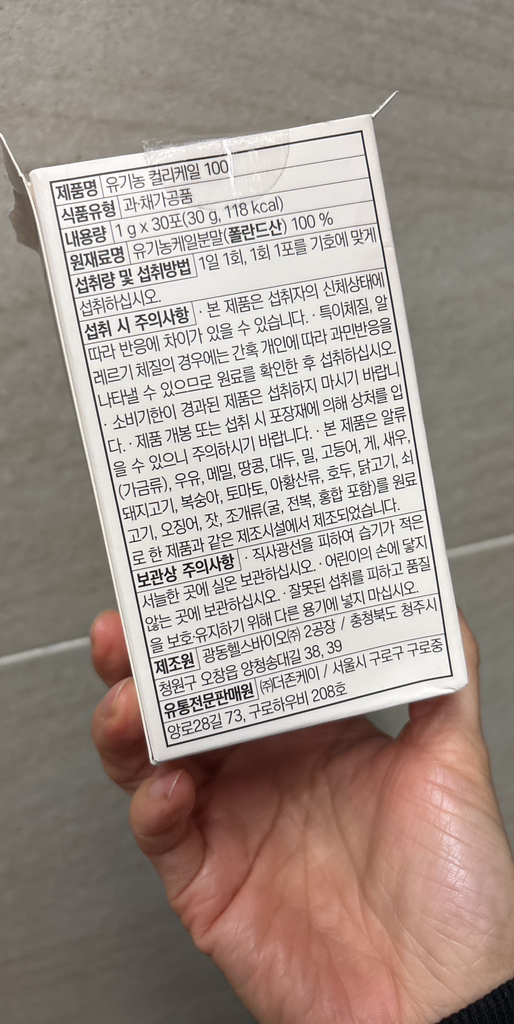 제품명 유기농 컬리케일 100
식품유형 과·채가공품
내용량 1 g x 30포(30 g, 118 kcal)
원재료명 유기농케일분말(폴란드산) 100 %
섭취량 및 섭취방법 1일 1회, 1회 1포를 기호에 맞게
섭취하십시오.
섭취 시 주의사항 · 본 제품은 섭취자의 신체상태에
따라 반응에 차이가 있을 수 있습니다. · 특이체질, 알
레르기 체질의 경우에는 간혹 개인에 따라 과민반응을
나타낼 수 있으므로 원료를 확인한 후 섭취하십시오.
· 소비기한이 경과된 제품은 섭취하지 마시기 바랍니
다. · 제품 개봉 또는 섭취 시 포장재에 의해 상처를 입
을 수 있으니 주의하시기 바랍니다. · 본 제품은 알류
(가금류), 우유, 메밀, 땅콩, 대두, 밀, 고등어, 게, 새우,
돼지고기, 복숭아, 토마토, 아황산류, 호두, 닭고기, 쇠
고기, 오징어, 잣, 조개류(굴, 전복, 홍합 포함)를 원료
로 한 제품과 같은 제조시설에서 제조되었습니다.
보관상 주의사항 · 직사광선을 피하여 습기가 적은
서늘한 곳에 실온 보관하십시오. · 어린이의 손에 닿지
않는 곳에 보관하십시오. · 잘못된 섭취를 피하고 품질
을 보호·유지하기 위해 다른 용기에 넣지 마십시오.
제조원 광동헬스바이오㈜ 2공장 / 충청북도 청주시
청원구 오창읍 양청송대길 38, 39
유통전문판매원 ㈜더존케이 / 서울시 구로구 구로중
앙로28길 73, 구로하우비 208호